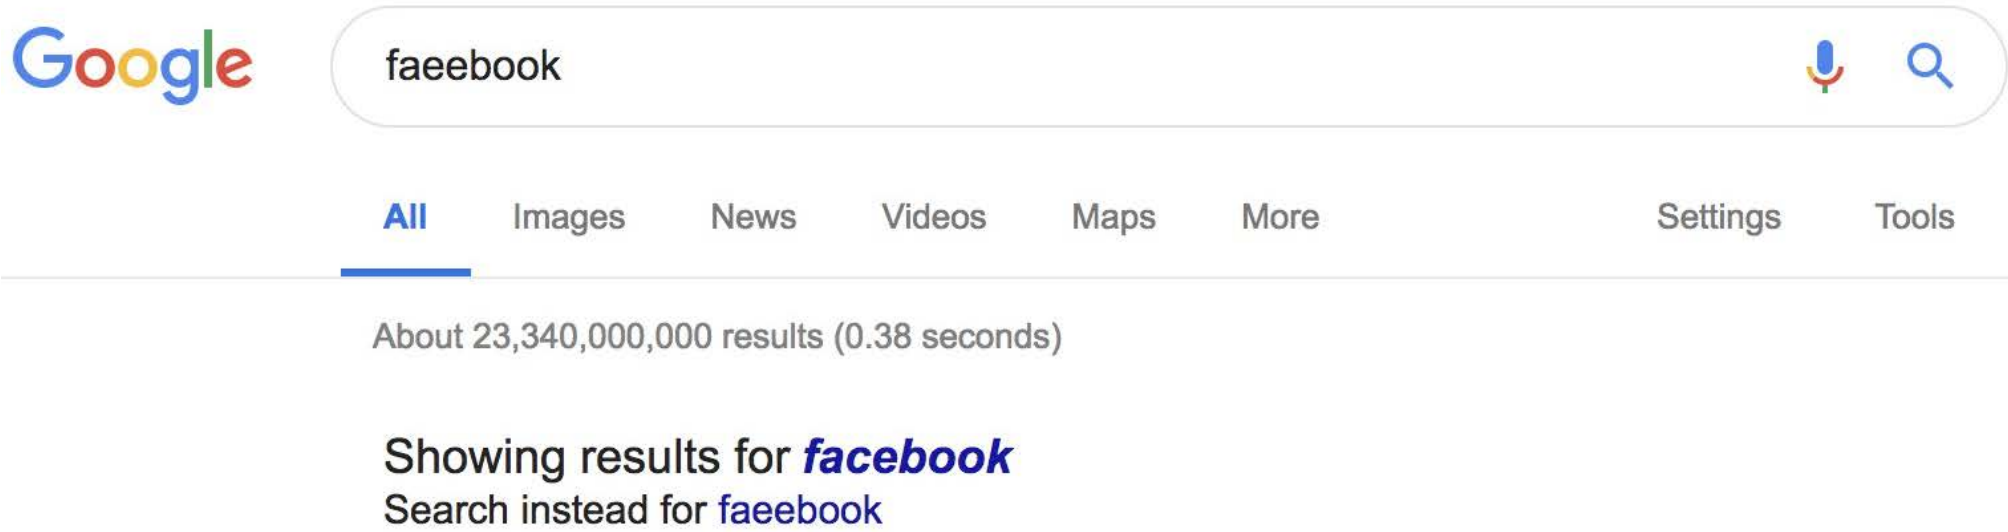 Google faeebook
All Images News Videos Maps More Settings Tools
About 23,340,000,000 results (0.38 seconds)
Showing results for facebook
Search instead for faeebook